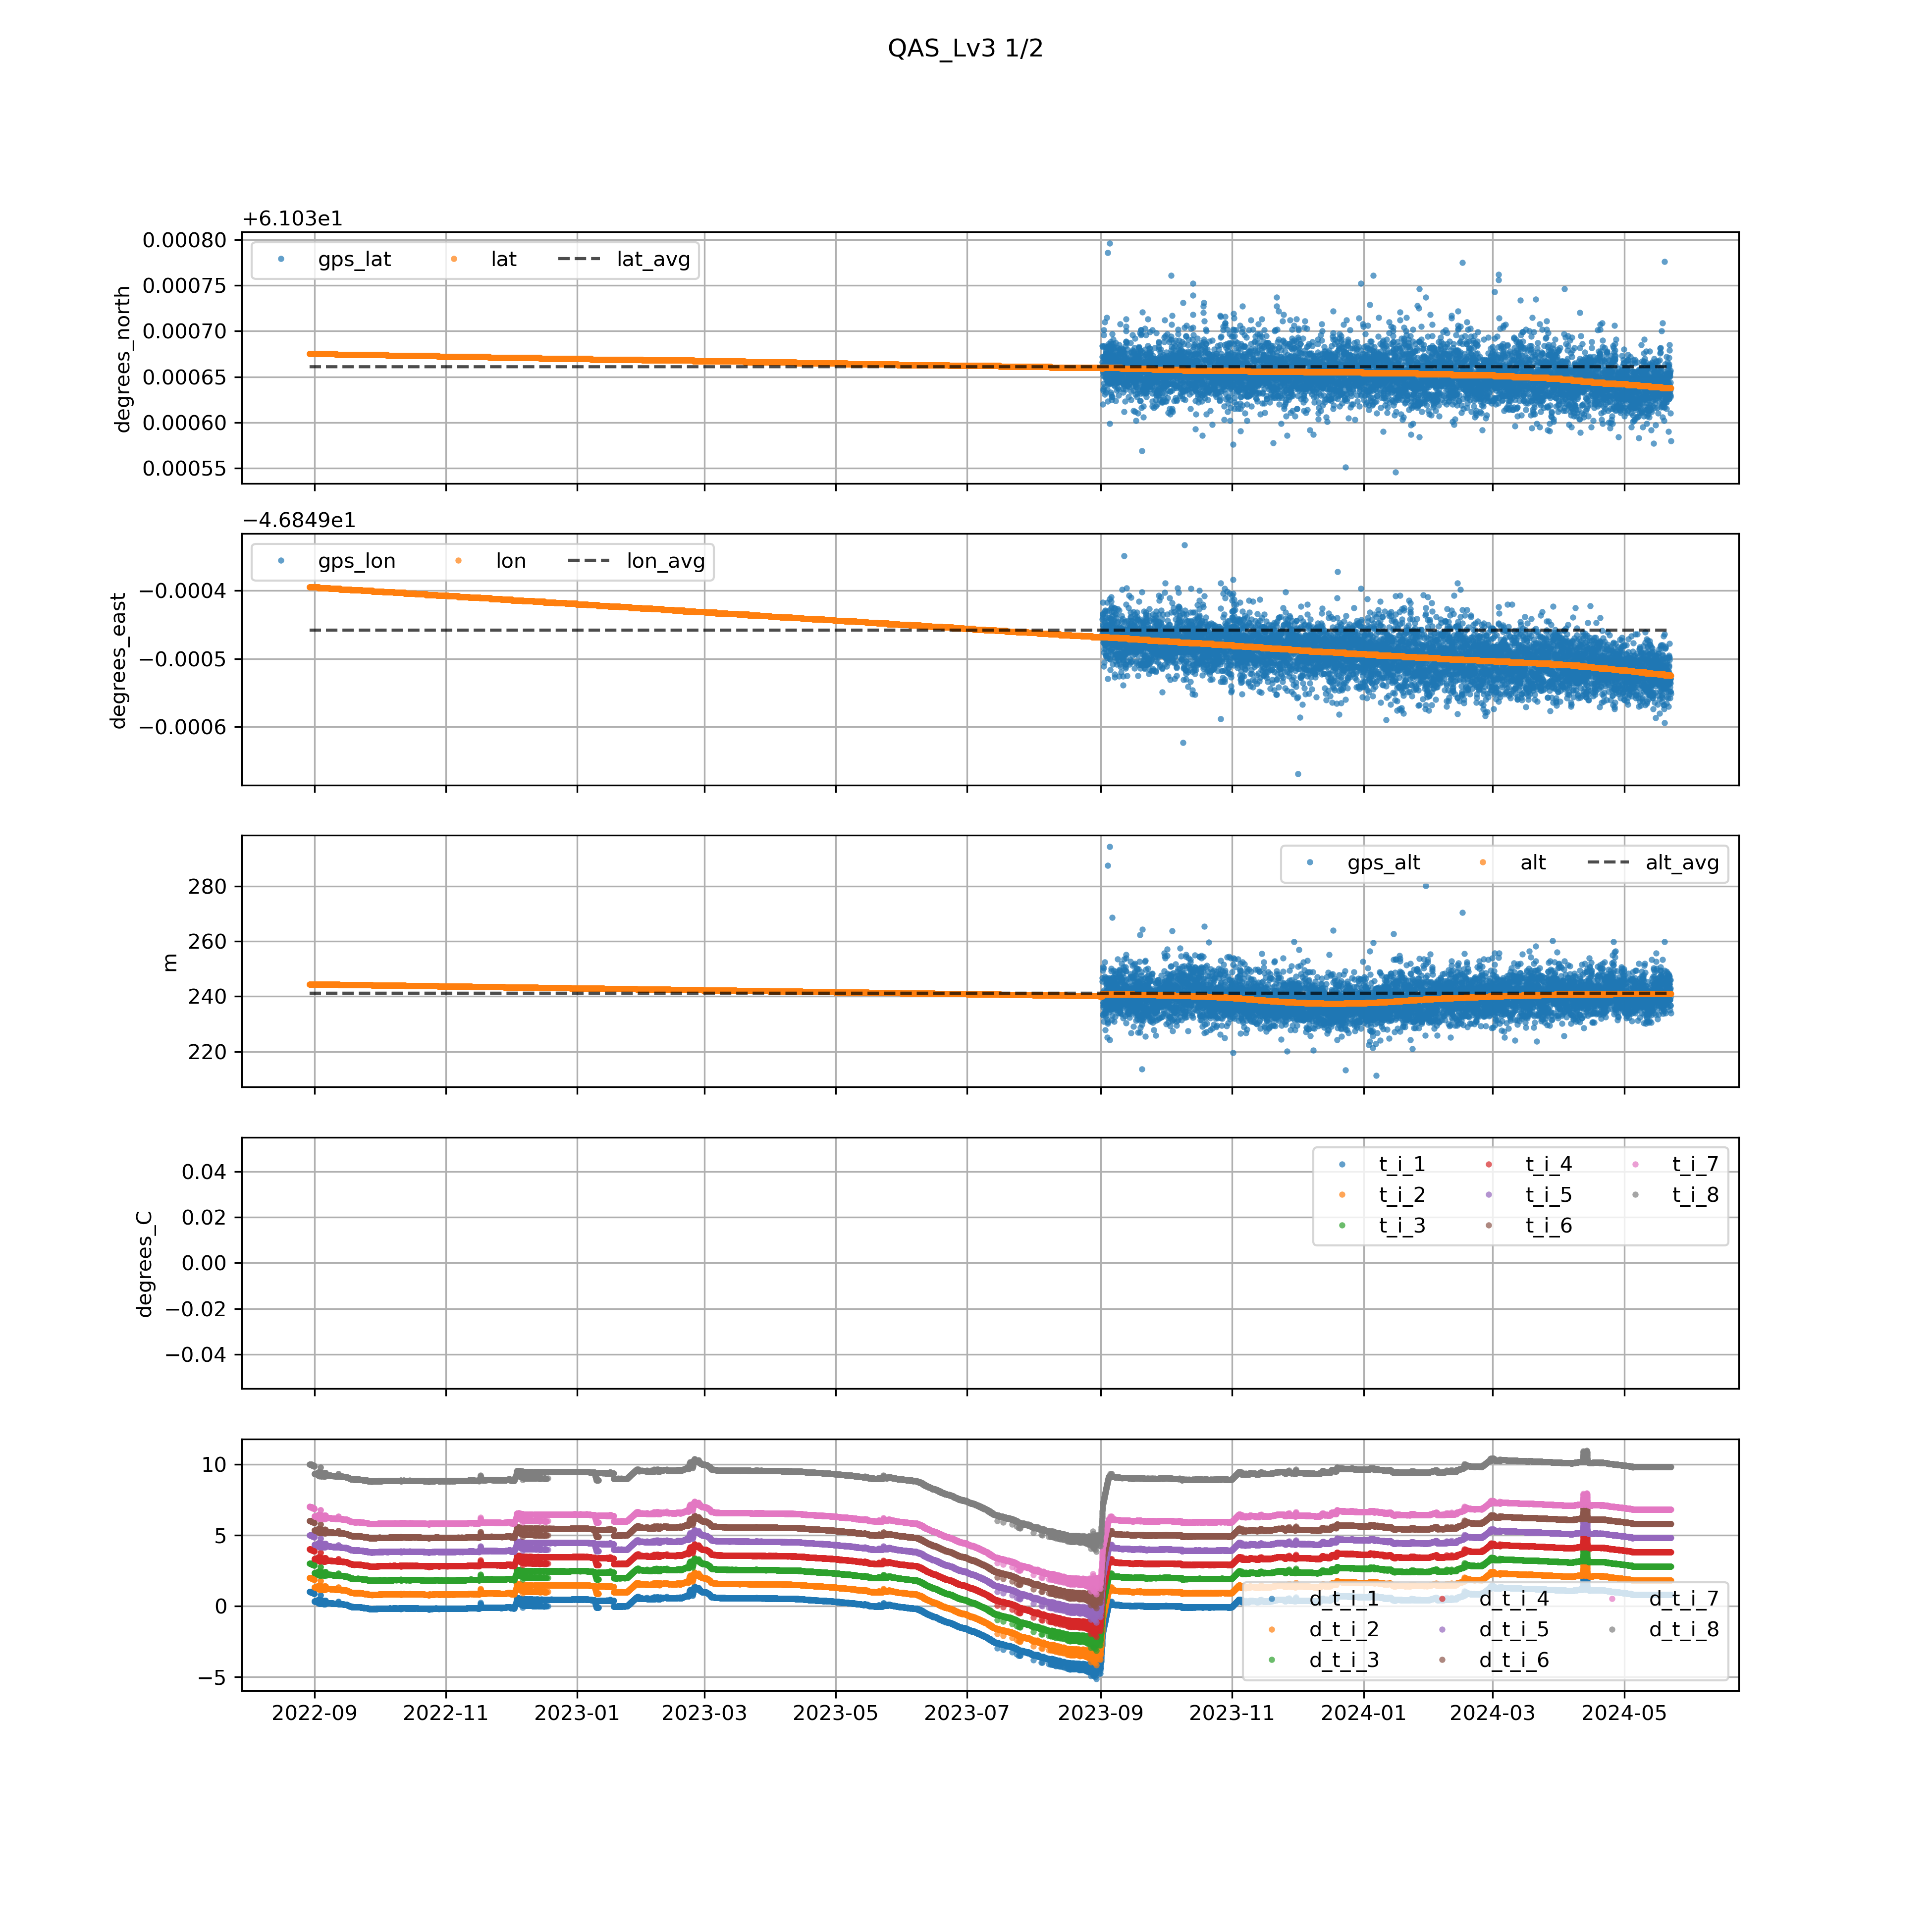 QAS_Lv3 1/2
+6.103e1
0.00080
0.00075
0.00070
0.00065
0.00060
0.00055
degrees_north
gps_lat lat lat_avg
−4.6849e1
−0.0004
−0.0005
−0.0006
degrees_east
gps_lon lon lon_avg
280
260
240
220
m
gps_alt alt alt_avg
0.04
0.02
0.00
−0.02
−0.04
degrees_C
t_i_1 t_i_4 t_i_7
t_i_2 t_i_5 t_i_8
t_i_3 t_i_6
10
5
0
−5
d_t_i_1 d_t_i_4 d_t_i_7
d_t_i_2 d_t_i_5 d_t_i_8
d_t_i_3 d_t_i_6
2022-09 2022-11 2023-01 2023-03 2023-05 2023-07 2023-09 2023-11 2024-01 2024-03 2024-05